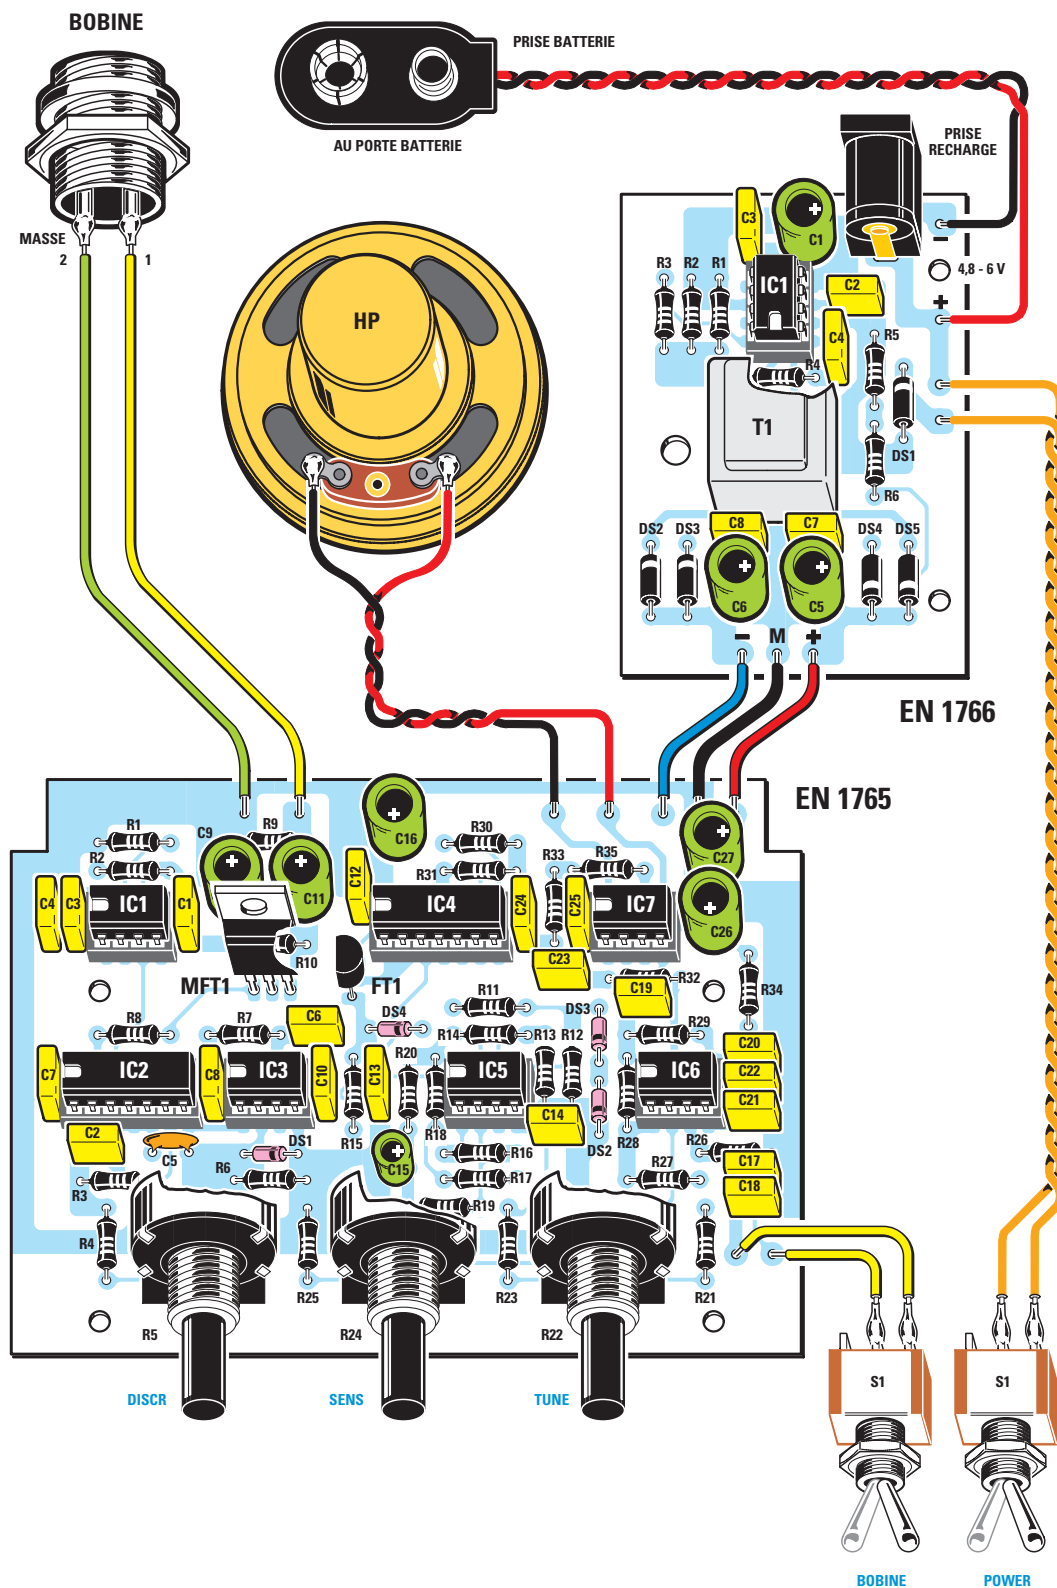 BOBINE
PRISE BATTERIE
AU PORTE BATTERIE
PRISE
RECHARGE
MASSE
2
1
HP
C3
C1
–
4,8 - 6 V
+
R3
R2
R1
IC1
C2
C4
R5
R4
T1
DS1
R6
DS2
DS3
C8
C7
DS4
DS5
C6
C5
–
M
+
EN 1766
EN 1765
R1
C9
R9
C16
R30
R2
R31
R33
R35
C27
C4
C3
IC1
C1
C11
C12
IC4
C24
C25
IC7
C26
R10
C23
MFT1
FT1
R32
C19
R34
R11
DS3
DS4
R8
R7
C6
R14
R13
R12
R29
C20
R20
C7
IC2
C8
IC3
C10
C13
IC5
IC6
C22
C21
C14
R15
R18
DS2
R28
C2
C5
DS1
R16
R26
C17
R6
C15
R17
R27
C18
R3
R19
R4
R25
R23
R21
R5
R24
R22
DISCR
SENS
TUNE
S1
S1
BOBINE
POWER